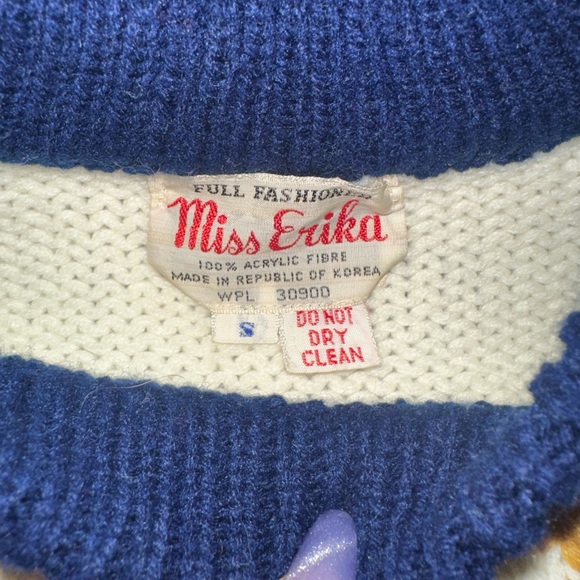 FULL FASHIONED
Miss Erika
100% ACRYLIC FIBRE
MADE IN REPUBLIC OF KOREA
WPL 30900
S
DO NOT
DRY
CLEAN